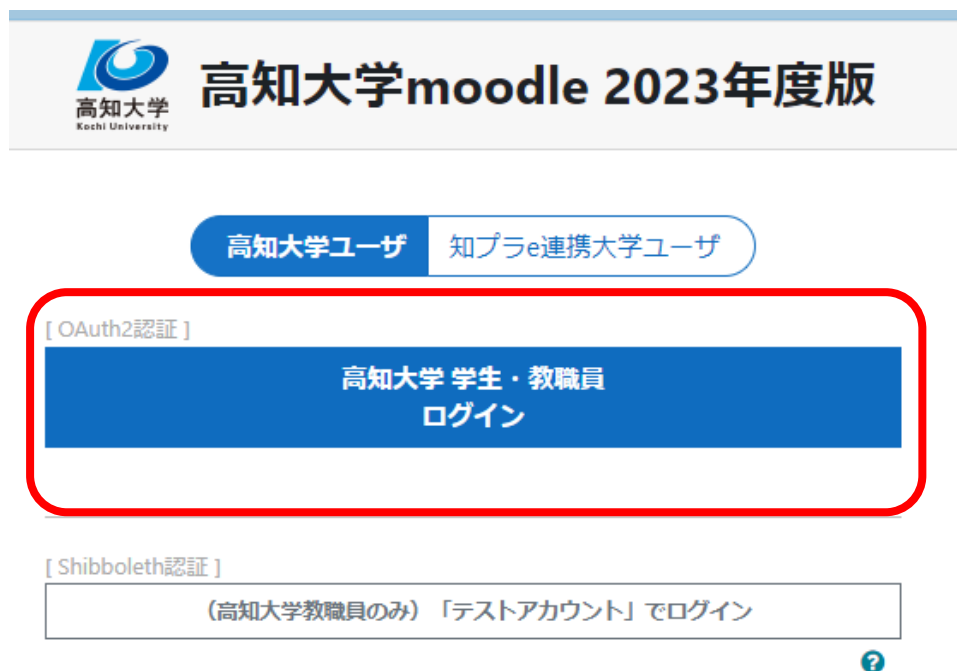 高知大学
Kochi University
高知大学moodle 2023年度版
高知大学ユーザ
知プラe連携大学ユーザ
[ OAuth2認証 ]
高知大学 学生・教職員
ログイン
[ Shibboleth認証 ]
（高知大学教職員のみ）「テストアカウント」でログイン
?